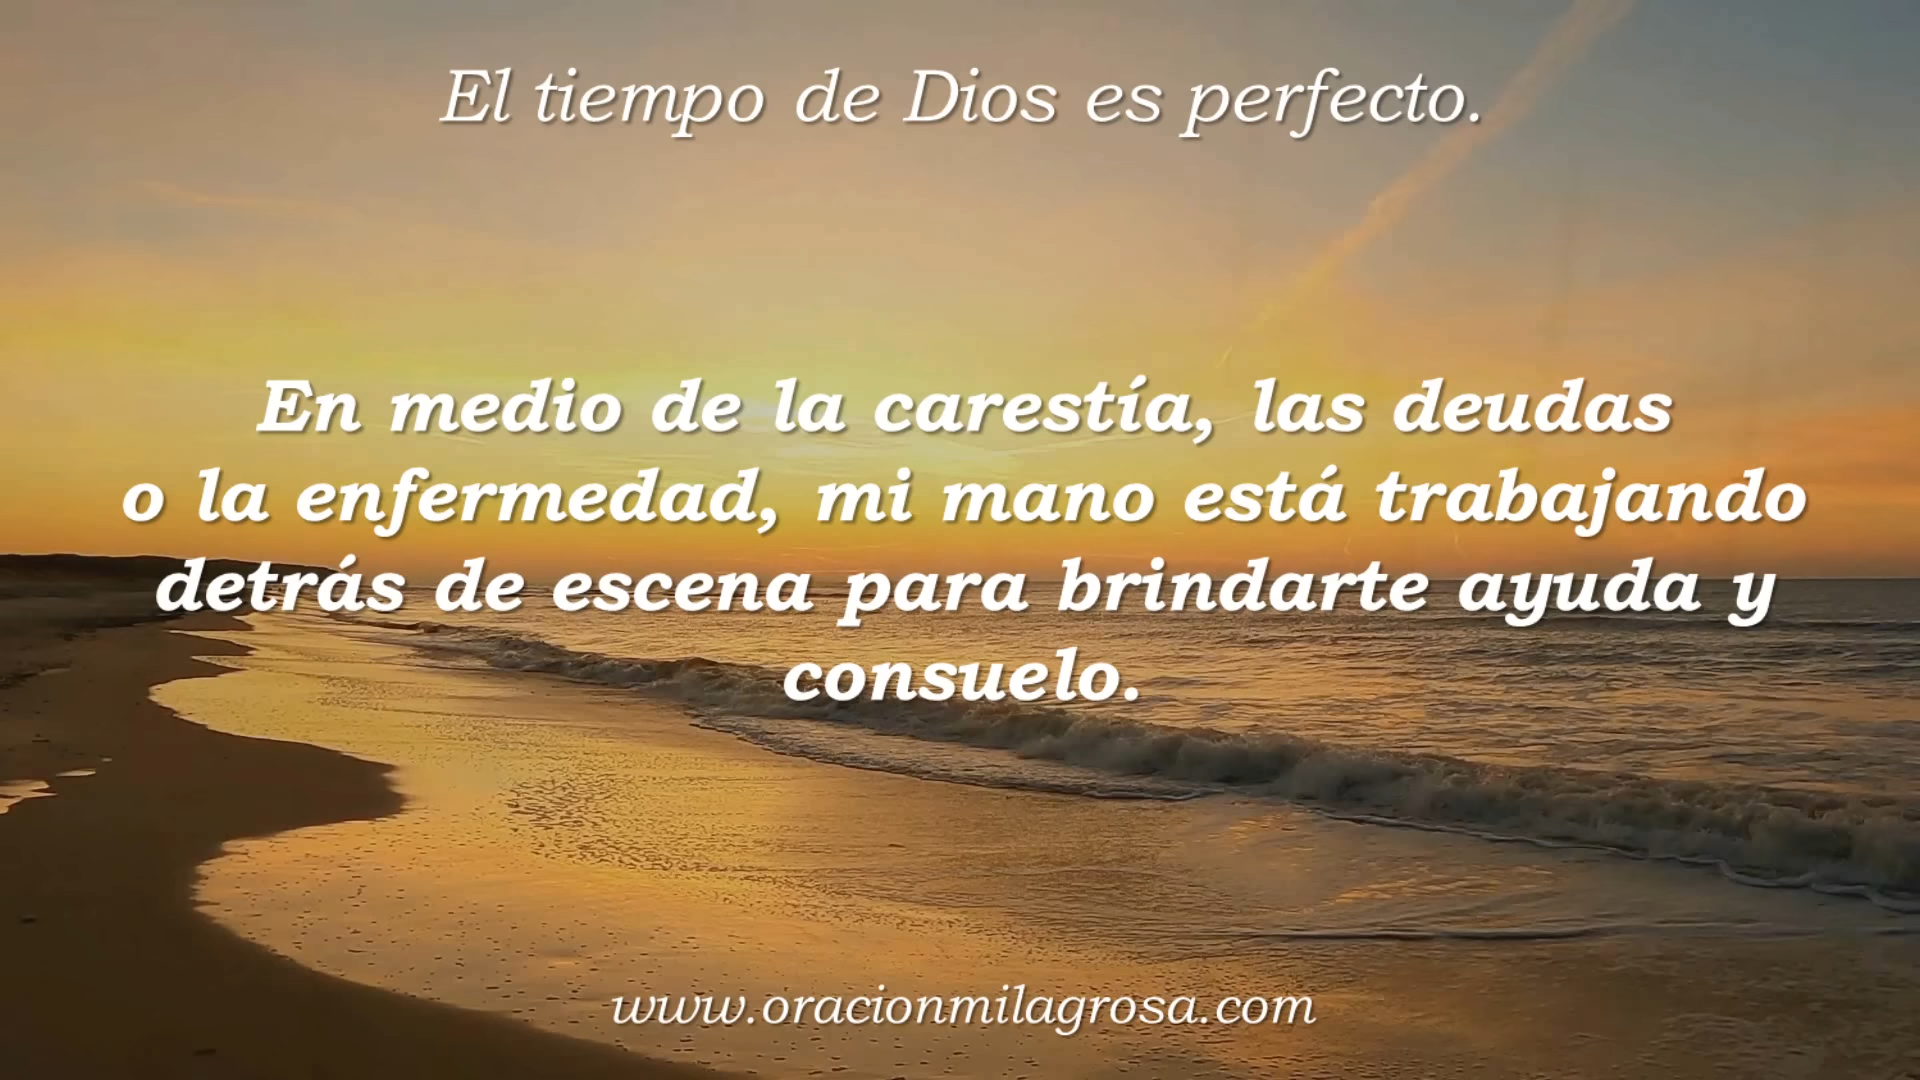 El tiempo de Dios es perfecto.
En medio de la carestía, las deudas
o la enfermedad, mi mano está trabajando
detrás de escena para brindarte ayuda y
consuelo.
www.oracionmilagrosa.com